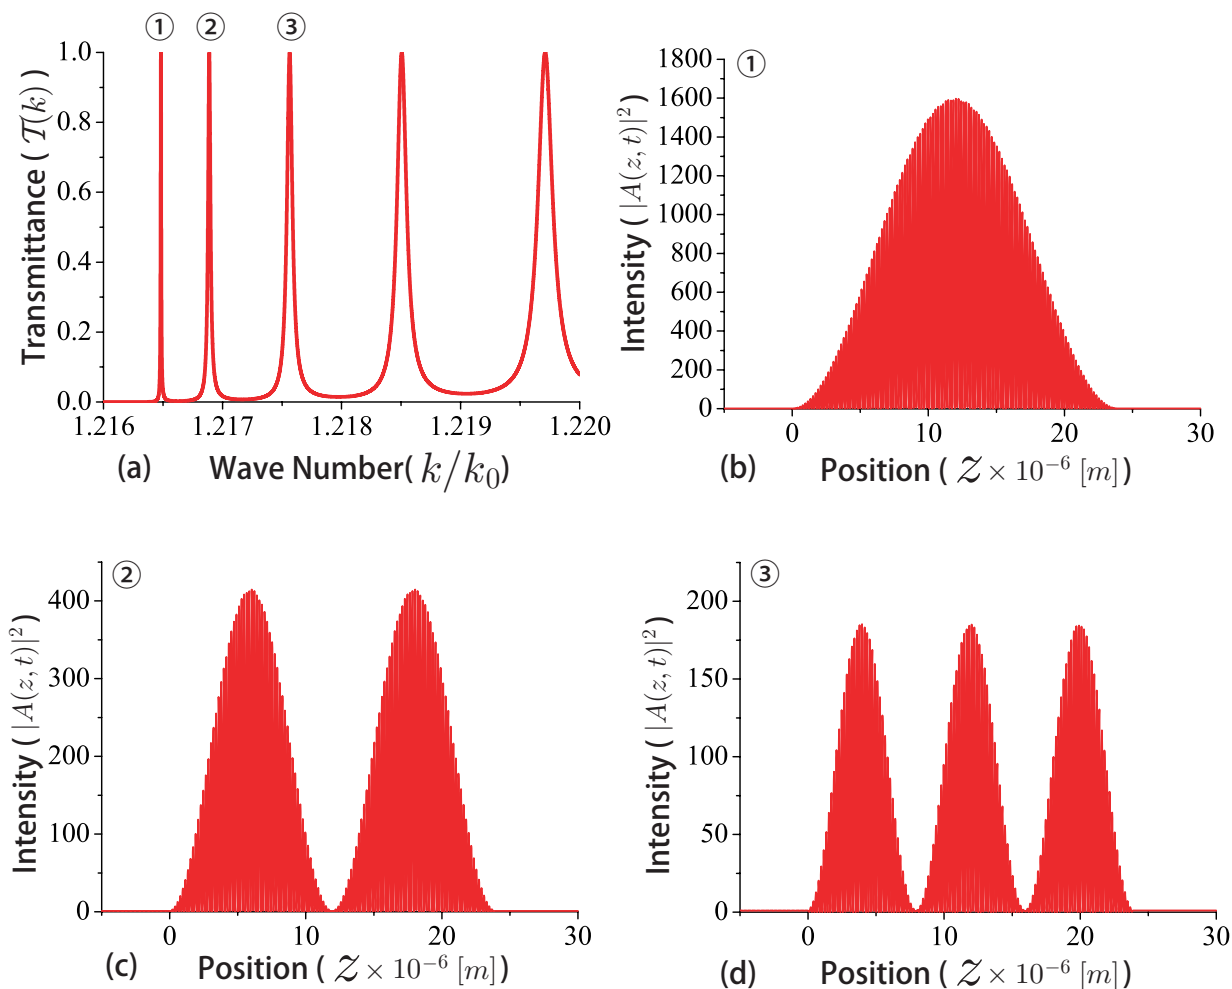 ① ② ③
1.0
0.8
0.6
0.4
0.2
0.0
Transmittance ( 𝒯(k) )
1.216 1.217 1.218 1.219 1.220
(a) Wave Number( k/k₀)
①
1800
1600
1400
1200
1000
800
600
400
200
0
Intensity ( |A(z, t)|² )
0 10 20 30
(b) Position ( z × 10⁻⁶ [m] )
②
400
300
200
100
0
Intensity ( |A(z, t)|² )
0 10 20 30
(c) Position ( z × 10⁻⁶ [m] )
③
200
150
100
50
0
Intensity ( |A(z, t)|² )
0 10 20 30
(d) Position ( z × 10⁻⁶ [m] )